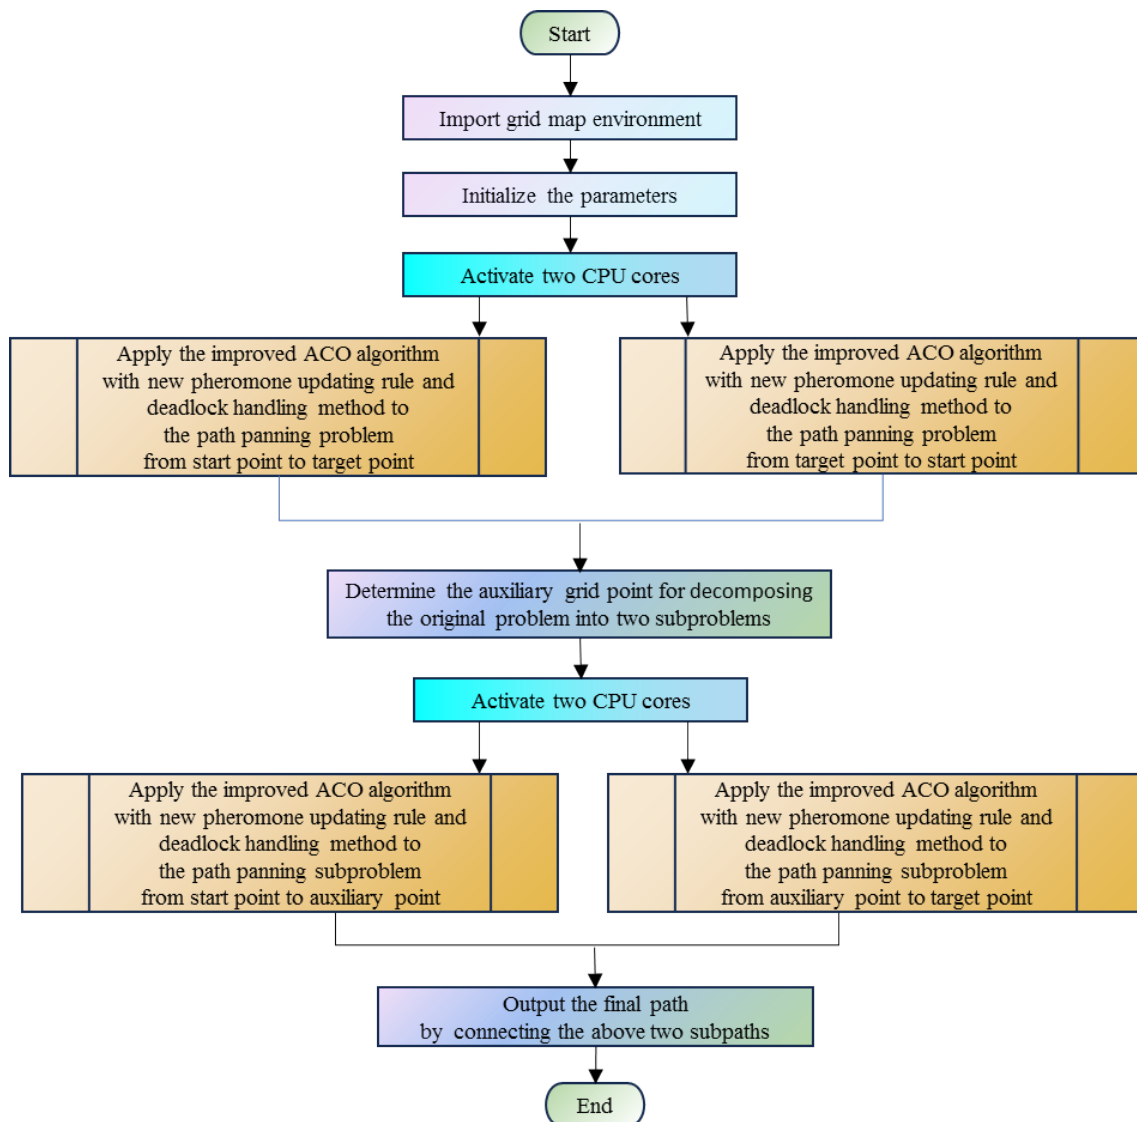 Start
Import grid map environment
Initialize the parameters
Activate two CPU cores
Apply the improved ACO algorithm
with new pheromone updating rule and
deadlock handling method to
the path panning problem
from start point to target point
Apply the improved ACO algorithm
with new pheromone updating rule and
deadlock handling method to
the path panning problem
from target point to start point
Determine the auxiliary grid point for decomposing
the original problem into two subproblems
Activate two CPU cores
Apply the improved ACO algorithm
with new pheromone updating rule and
deadlock handling method to
the path panning subproblem
from start point to auxiliary point
Apply the improved ACO algorithm
with new pheromone updating rule and
deadlock handling method to
the path panning subproblem
from auxiliary point to target point
Output the final path
by connecting the above two subpaths
End